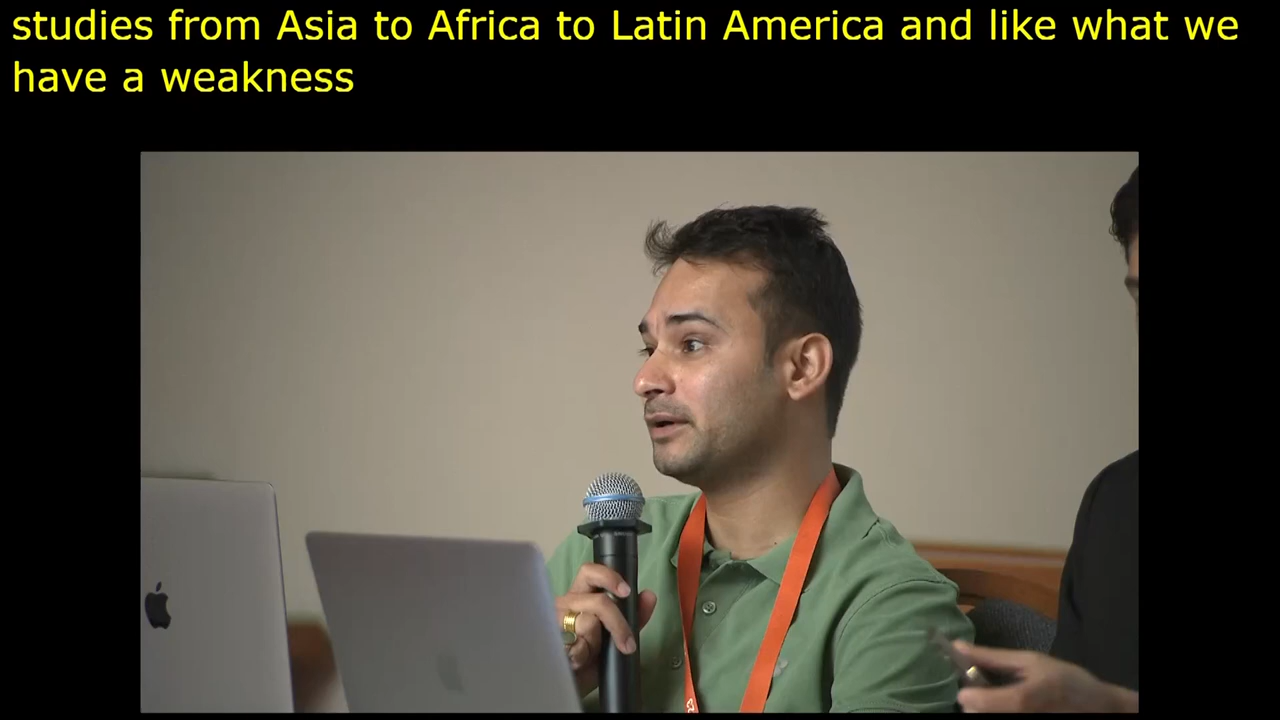 studies from Asia to Africa to Latin America and like what we
have a weakness